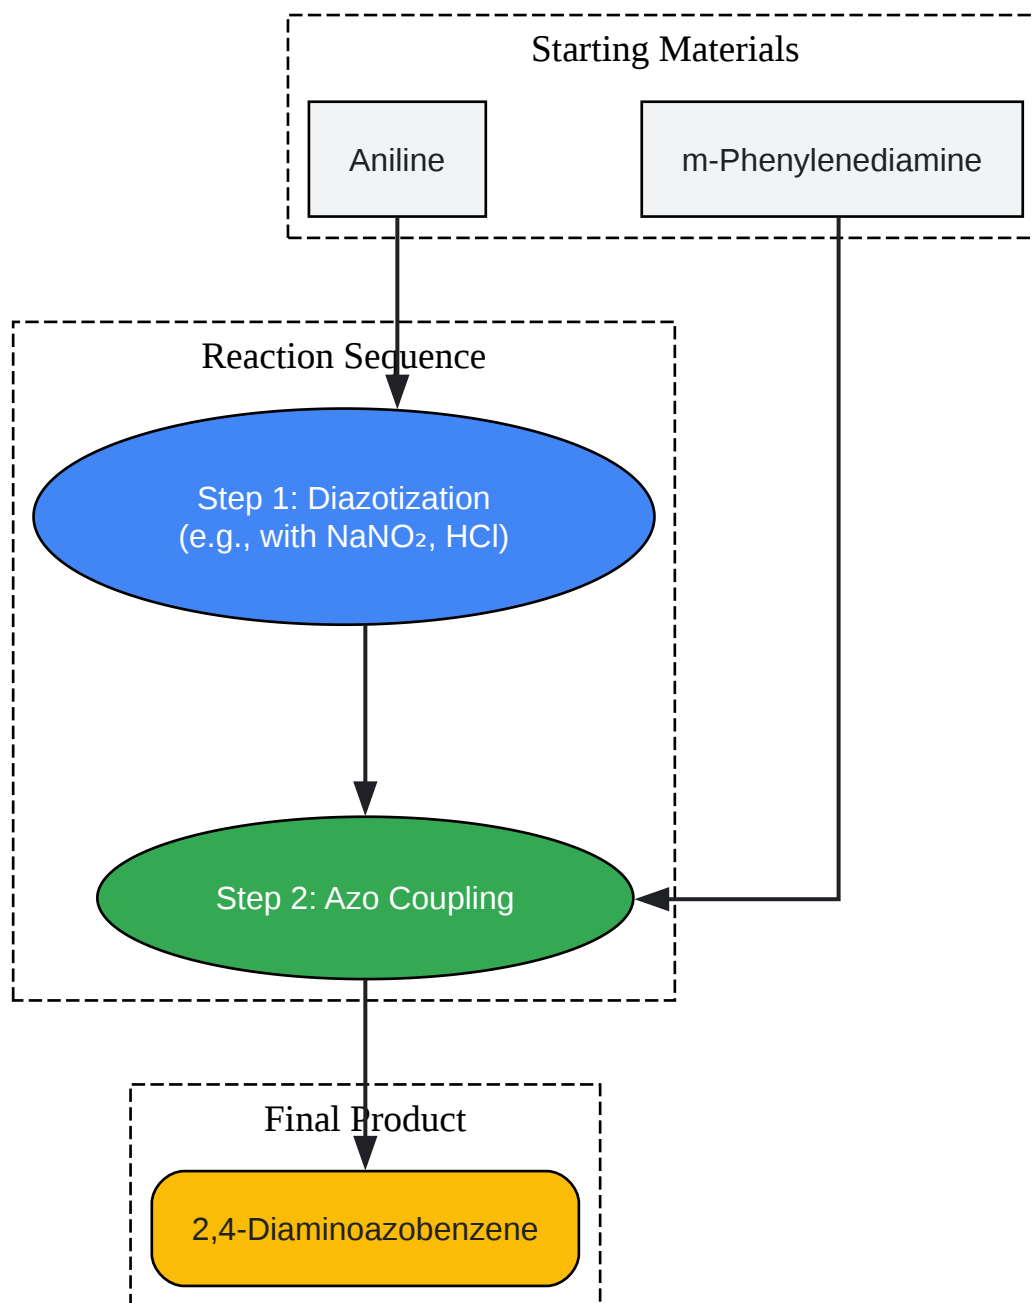 Starting Materials
Aniline
m-Phenylenediamine
Reaction Sequence
Step 1: Diazotization
(e.g., with NaNO₂, HCl)
Step 2: Azo Coupling
Final Product
2,4-Diaminoazobenzene